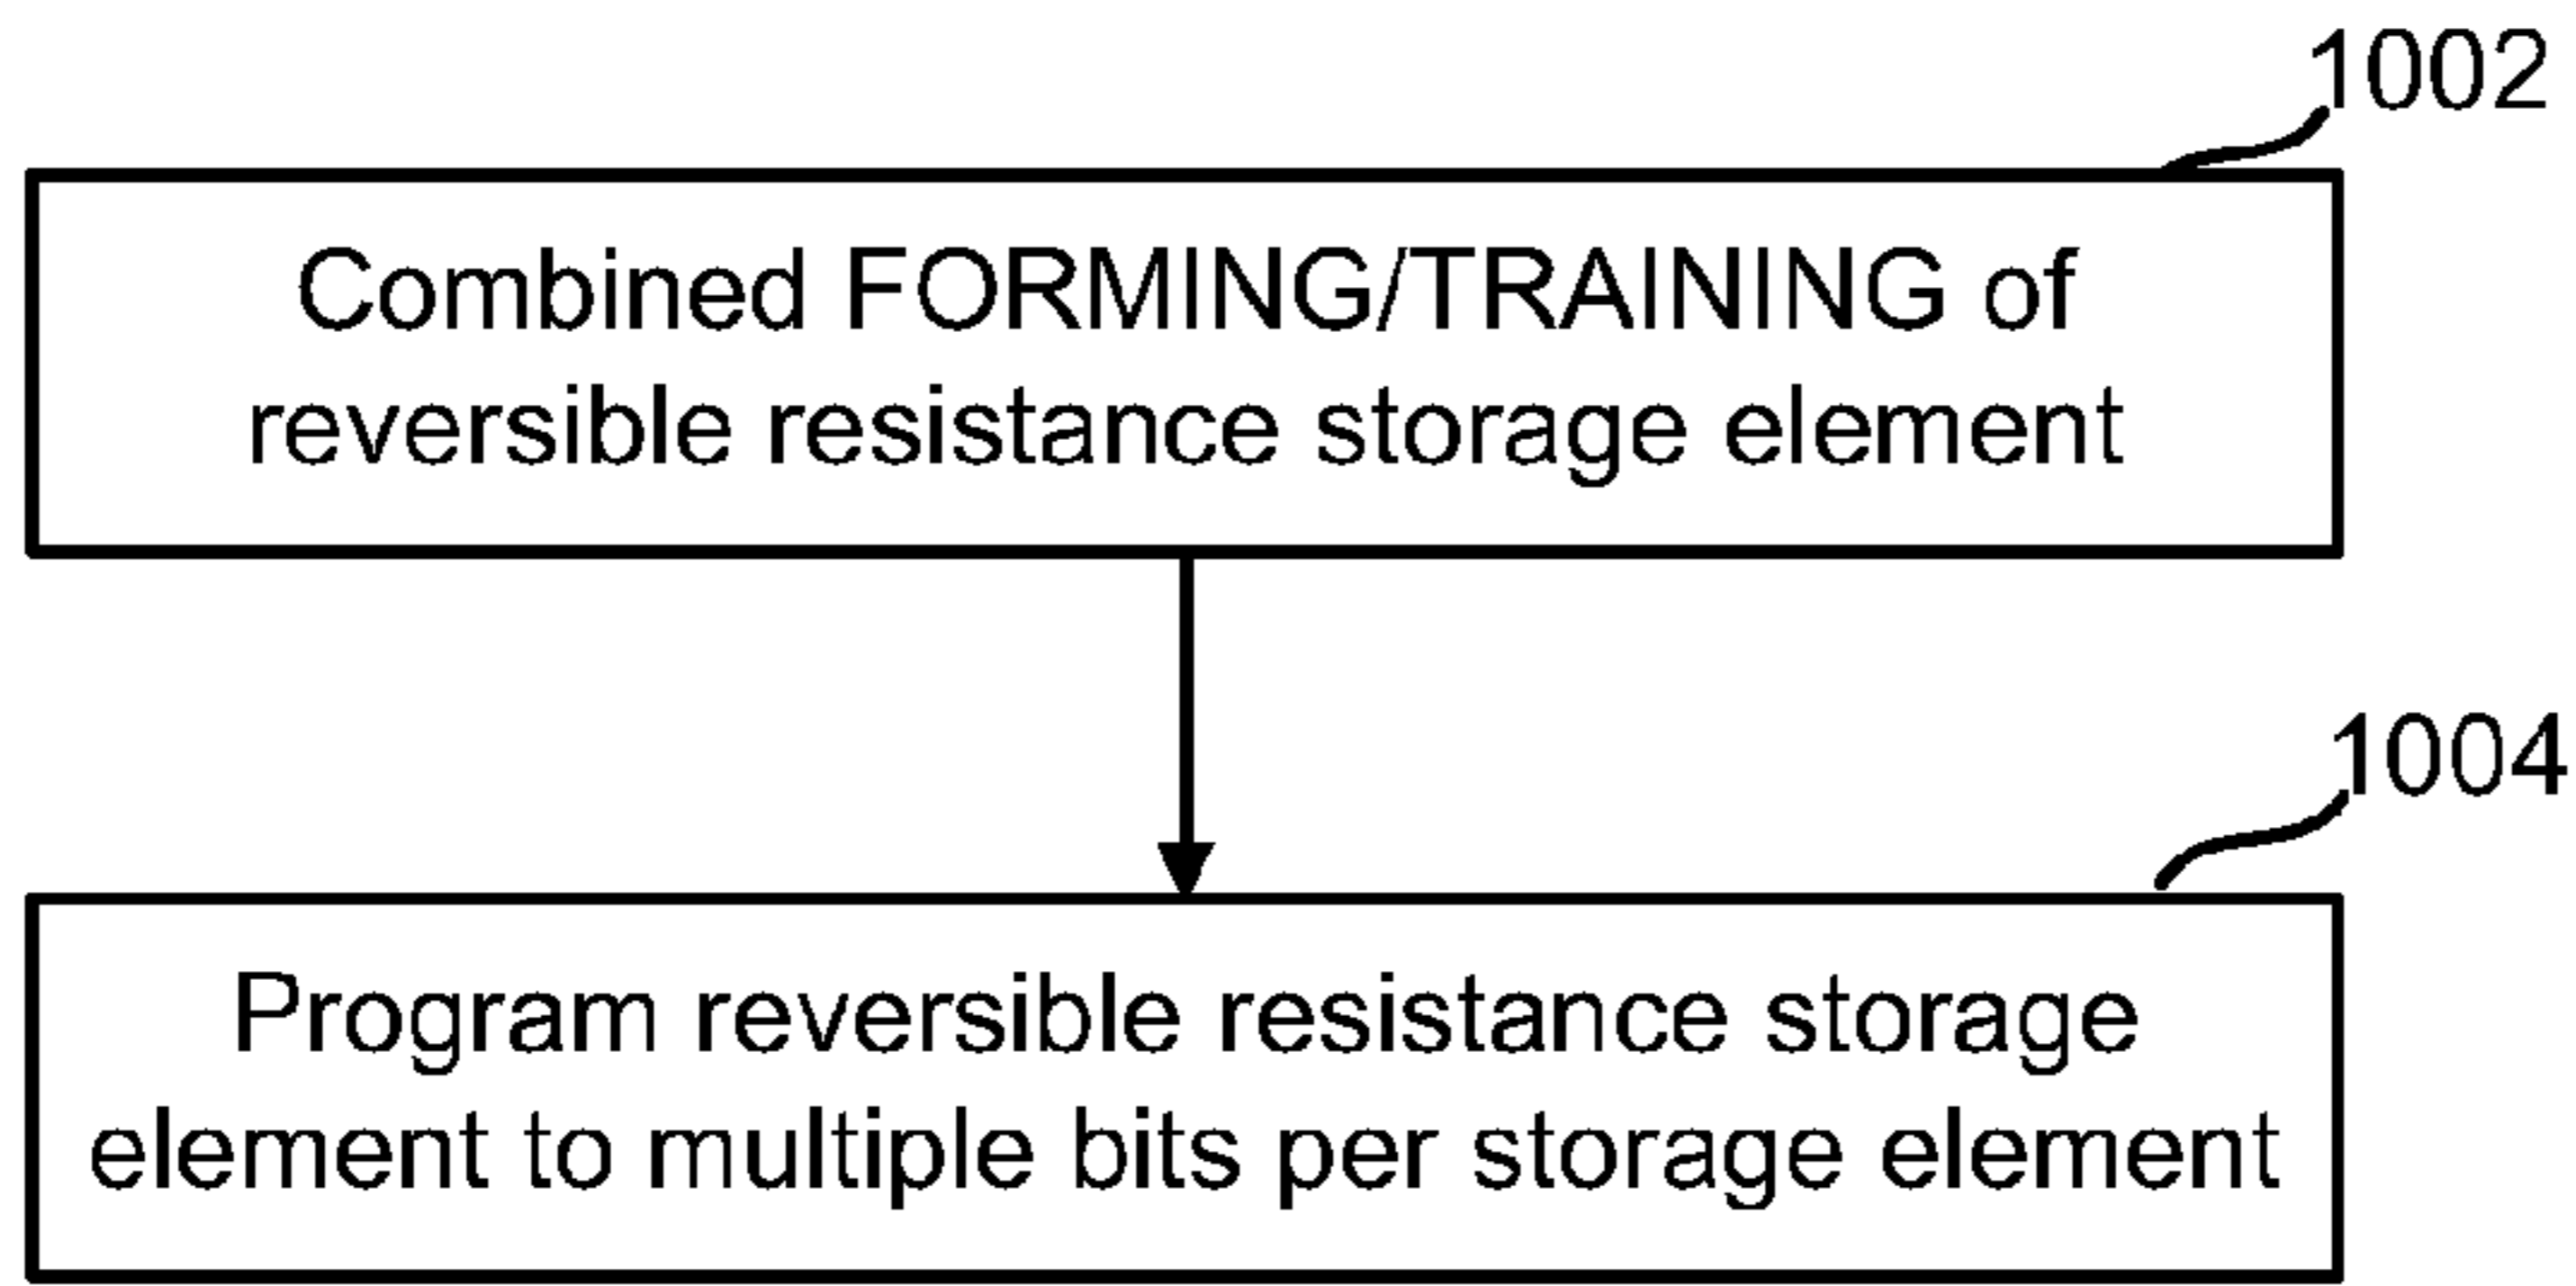 1002
Combined FORMING/TRAINING of
reversible resistance storage element
1004
Program reversible resistance storage
element to multiple bits per storage element